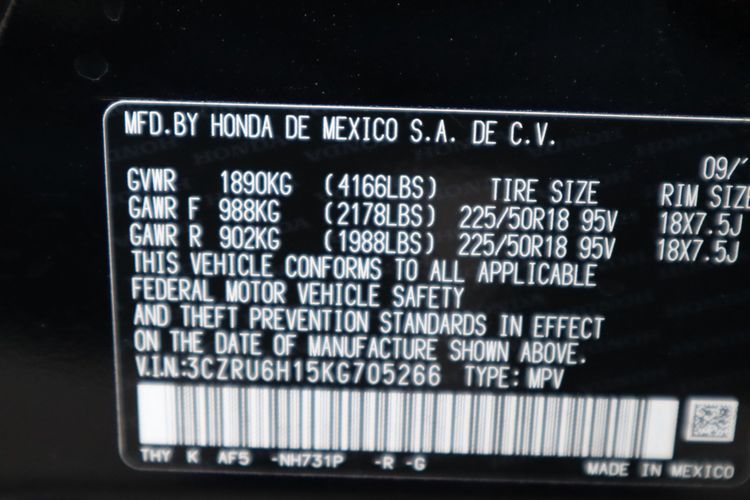 MFD.BY HONDA DE MEXICO S.A. DE C.V.
09/
GVWR 1890KG (4166LBS) TIRE SIZE RIM SIZE
GAWR F 988KG (2178LBS) 225/50R18 95V 18X7.5J
GAWR R 902KG (1988LBS) 225/50R18 95V 18X7.5J
THIS VEHICLE CONFORMS TO ALL APPLICABLE
FEDERAL MOTOR VEHICLE SAFETY
AND THEFT PREVENTION STANDARDS IN EFFECT
ON THE DATE OF MANUFACTURE SHOWN ABOVE.
V.I.N.:3CZRU6H15KG705266 TYPE: MPV
THY K AF5 -NH731P -R -G
MADE IN MEXICO